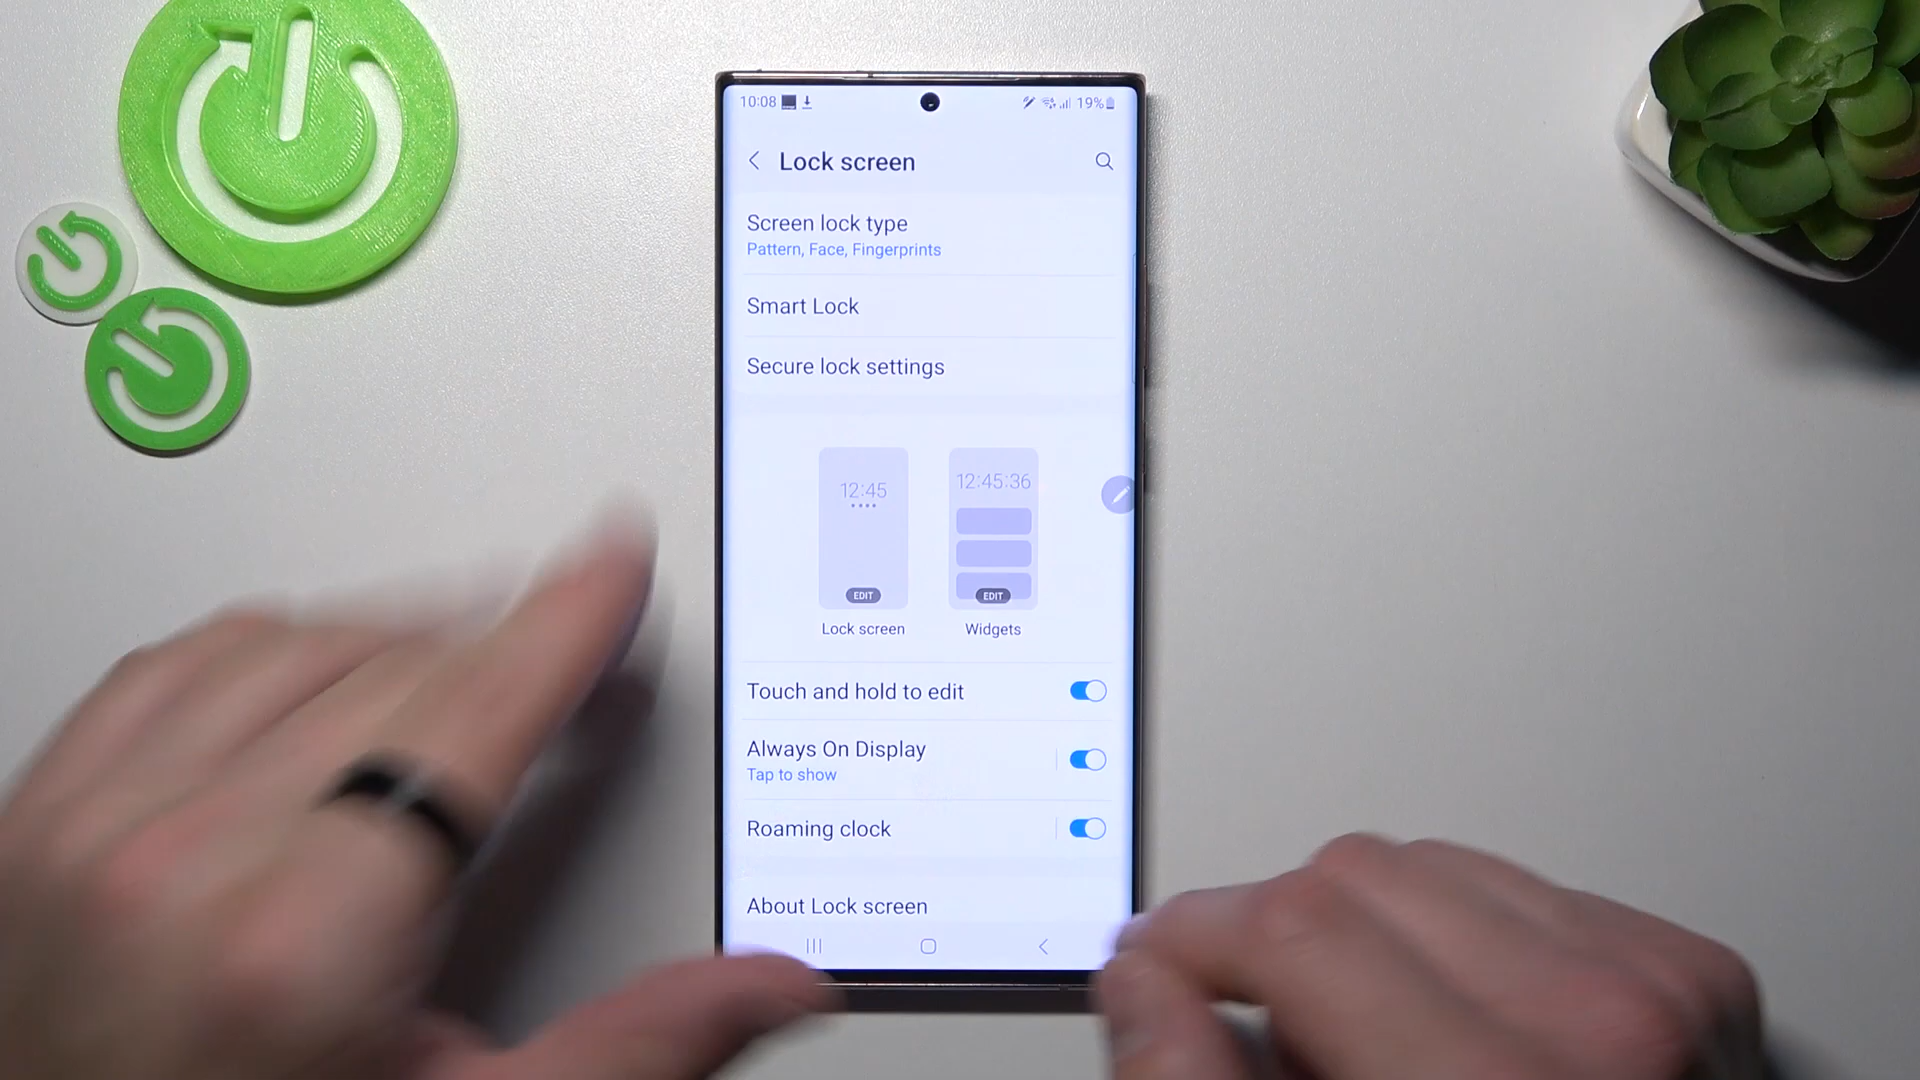 10:08 19%
Lock screen
Screen lock type
Pattern, Face, Fingerprints
Smart Lock
Secure lock settings
12:45 12:45:36
EDIT EDIT
Lock screen Widgets
Touch and hold to edit
Always On Display
Tap to show
Roaming clock
About Lock screen